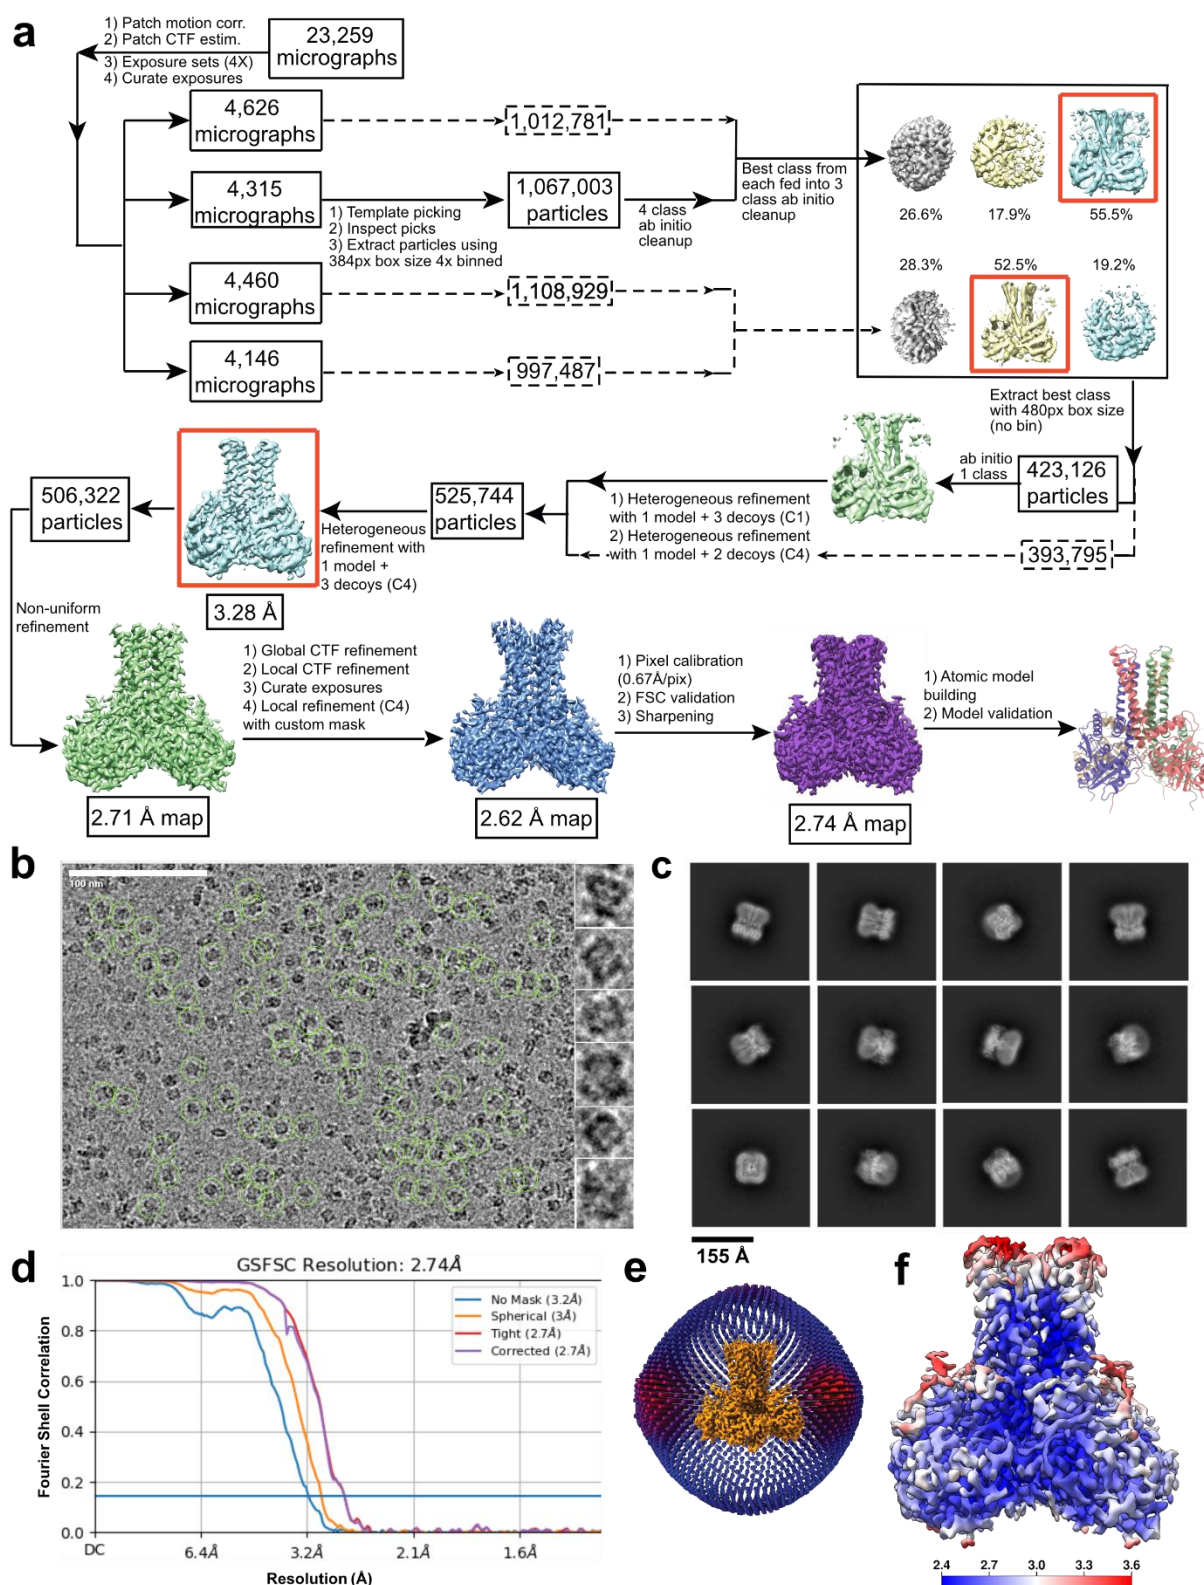 a
1) Patch motion corr.
2) Patch CTF estim.
3) Exposure sets (4X)
4) Curate exposures
23,259
micrographs
4,626
micrographs
1,012,781
4,315
micrographs
1) Template picking
2) Inspect picks
3) Extract particles using
384px box size 4x binned
1,067,003
particles
4 class
ab initio
cleanup
Best class from
each fed into 3
class ab initio
cleanup
26.6%
17.9%
55.5%
28.3%
52.5%
19.2%
4,460
micrographs
1,108,929
4,146
micrographs
997,487
Extract best class
with 480px box size
(no bin)
423,126
particles
ab initio
1 class
393,795
1) Heterogeneous refinement
with 1 model + 3 decoys (C1)
2) Heterogeneous refinement
with 1 model + 2 decoys (C4)
525,744
particles
Heterogeneous
refinement with
1 model +
3 decoys (C4)
3.28 Å
506,322
particles
Non-uniform
refinement
2.71 Å map
1) Global CTF refinement
2) Local CTF refinement
3) Curate exposures
4) Local refinement (C4)
with custom mask
2.62 Å map
1) Pixel calibration
(0.67Å/pix)
2) FSC validation
3) Sharpening
2.74 Å map
1) Atomic model
building
2) Model validation
b
100 nm
c
155 Å
d
GSFSC Resolution: 2.74Å
No Mask (3.2Å)
Spherical (3Å)
Tight (2.7Å)
Corrected (2.7Å)
Fourier Shell Correlation
1.0
0.8
0.6
0.4
0.2
0.0
DC
6.4Å
3.2Å
2.1Å
1.6Å
Resolution (Å)
e
f
2.4
2.7
3.0
3.3
3.6